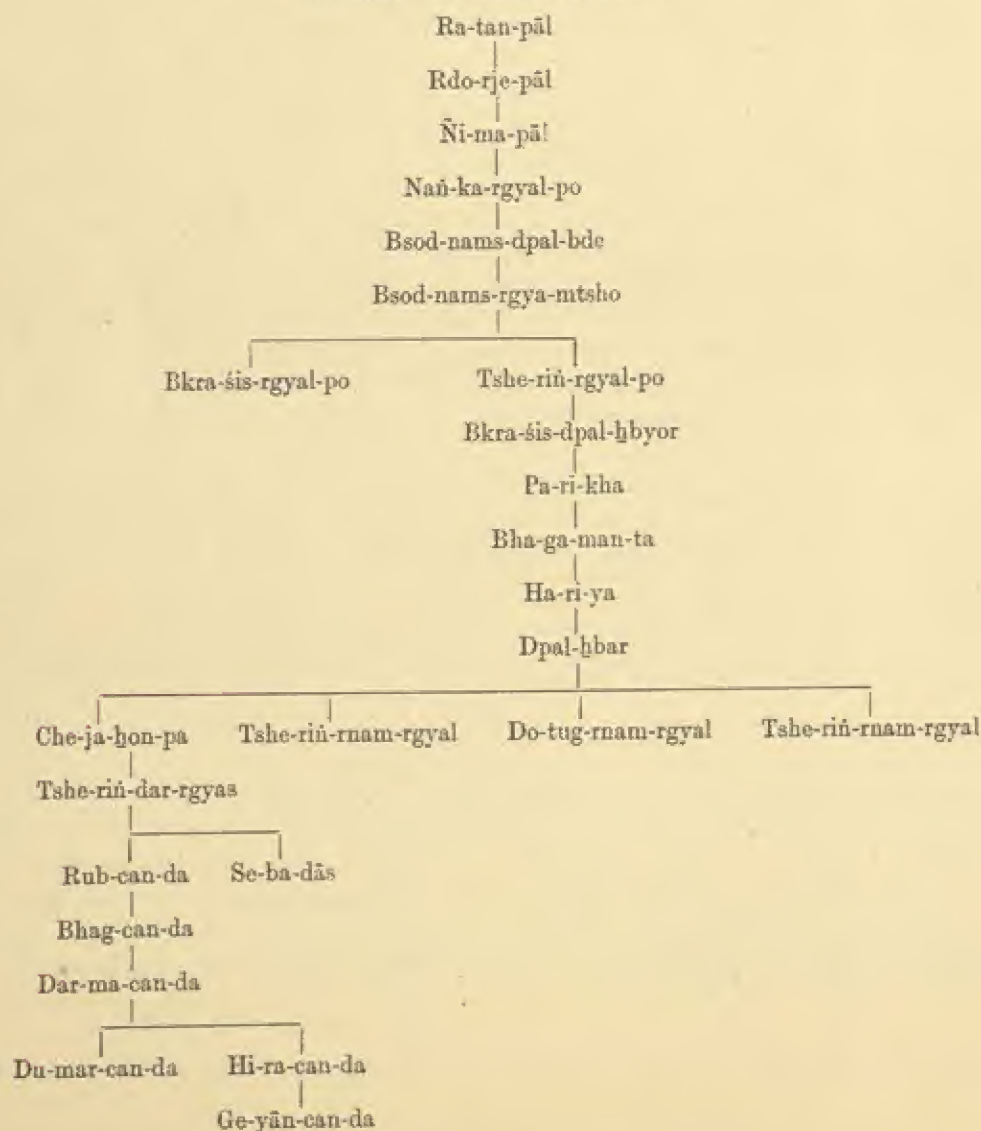 Ra-tan-pāl
Rdo-rje-pāl
Ñi-ma-pāl
Naṅ-ka-rgyal-po
Bsod-nams-dpal-bde
Bsod-nams-rgya-mtsho
Bkra-śis-rgyal-po Tshe-riṅ-rgyal-po
Bkra-śis-dpal-ẖbyor
Pa-ri-kha
Bha-ga-man-ta
Ha-ri-ya
Dpal-ẖbar
Che-ja-ẖon-pa Tshe-riṅ-rnam-rgyal Do-tug-rnam-rgyal Tshe-riṅ-rnam-rgyal
Tshe-riṅ-dar-rgyas
Rub-can-da Se-ba-dās
Bhag-can-da
Dar-ma-can-da
Du-mar-can-da Hi-ra-can-da
Ge-yān-can-da